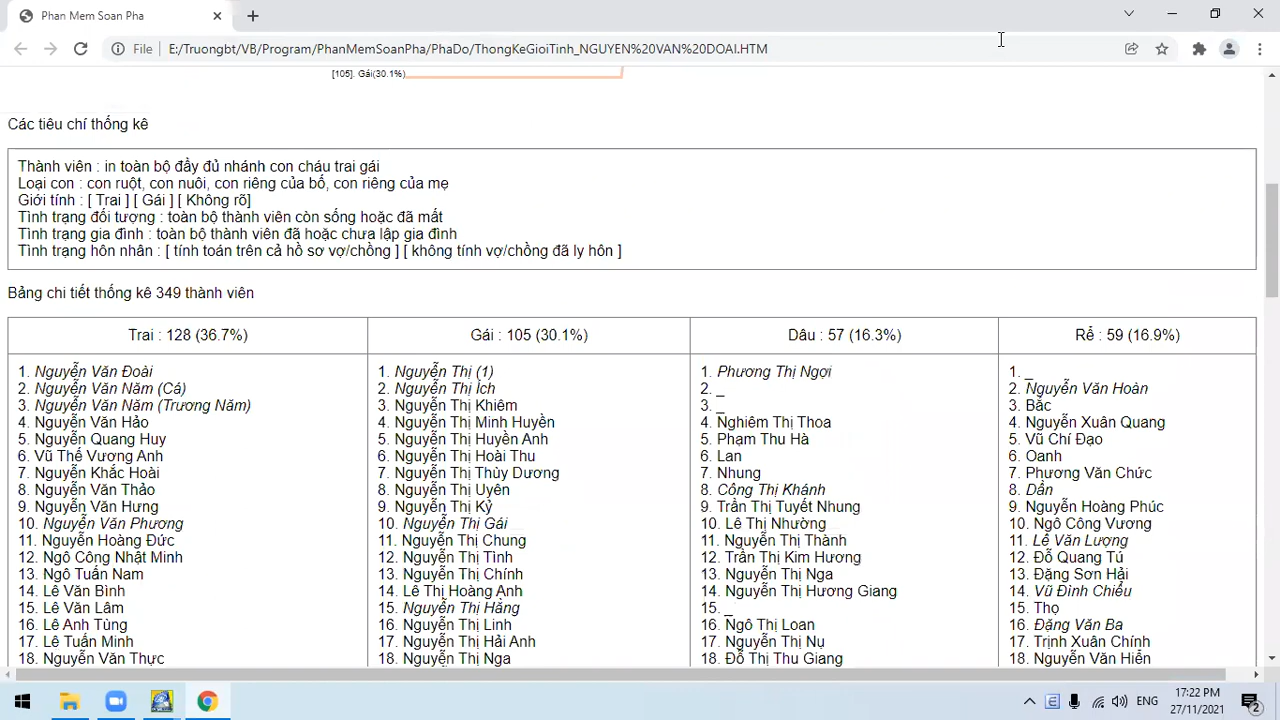 Phan Mem Soan Pha
File E:/Truongbt/VB/Program/PhanMemSoanPha/PhaDo/ThongKeGioiTinh_NGUYEN%20VAN%20DOAI.HTM
[105]. Gái(30.1%)
Các tiêu chí thống kê
Thành viên : in toàn bộ đầy đủ nhánh con cháu trai gái
Loại con : con ruột, con nuôi, con riêng của bố, con riêng của mẹ
Giới tính : [ Trai ] [ Gái ] [ Không rõ]
Tình trạng đối tượng : toàn bộ thành viên còn sống hoặc đã mất
Tình trạng gia đình : toàn bộ thành viên đã hoặc chưa lập gia đình
Tình trạng hôn nhân : [ tính toán trên cả hồ sơ vợ/chồng ] [ không tính vợ/chồng đã ly hôn ]
Bảng chi tiết thống kê 349 thành viên
Trai : 128 (36.7%) Gái : 105 (30.1%) Dâu : 57 (16.3%) Rể : 59 (16.9%)
1. Nguyễn Văn Đoài
2. Nguyễn Văn Năm (Cả)
3. Nguyễn Văn Năm (Trương Năm)
4. Nguyễn Văn Hảo
5. Nguyễn Quang Huy
6. Vũ Thế Vương Anh
7. Nguyễn Khắc Hoài
8. Nguyễn Văn Thảo
9. Nguyễn Văn Hưng
10. Nguyễn Văn Phương
11. Nguyễn Hoàng Đức
12. Ngô Công Nhật Minh
13. Ngô Tuấn Nam
14. Lê Văn Bình
15. Lê Văn Lâm
16. Lê Anh Tùng
17. Lê Tuấn Minh
18. Nguyễn Văn Thực
1. Nguyễn Thị (1)
2. Nguyễn Thị Ích
3. Nguyễn Thị Khiêm
4. Nguyễn Thị Minh Huyền
5. Nguyễn Thị Huyền Anh
6. Nguyễn Thị Hoài Thu
7. Nguyễn Thị Thùy Dương
8. Nguyễn Thị Uyên
9. Nguyễn Thị Kỷ
10. Nguyễn Thị Gái
11. Nguyễn Thị Chung
12. Nguyễn Thị Tình
13. Nguyễn Thị Chính
14. Lê Thị Hoàng Anh
15. Nguyễn Thị Hằng
16. Nguyễn Thị Linh
17. Nguyễn Thị Hải Anh
18. Nguyễn Thị Nga
1. Phương Thị Ngợi
2. _
3. _
4. Nghiêm Thị Thoa
5. Phạm Thu Hà
6. Lan
7. Nhung
8. Công Thị Khánh
9. Trần Thị Tuyết Nhung
10. Lê Thị Nhường
11. Nguyễn Thị Thành
12. Trần Thị Kim Hương
13. Nguyễn Thị Nga
14. Nguyễn Thị Hương Giang
15. _
16. Ngô Thị Loan
17. Nguyễn Thị Nụ
18. Đỗ Thị Thu Giang
1. _
2. Nguyễn Văn Hoàn
3. Bắc
4. Nguyễn Xuân Quang
5. Vũ Chí Đạo
6. Oanh
7. Phương Văn Chức
8. Dần
9. Nguyễn Hoàng Phúc
10. Ngô Công Vương
11. Lê Văn Lượng
12. Đỗ Quang Tú
13. Đặng Sơn Hải
14. Vũ Đình Chiểu
15. Thọ
16. Đặng Văn Ba
17. Trịnh Xuân Chính
18. Nguyễn Văn Hiển
ENG
17:22 PM
27/11/2021
2